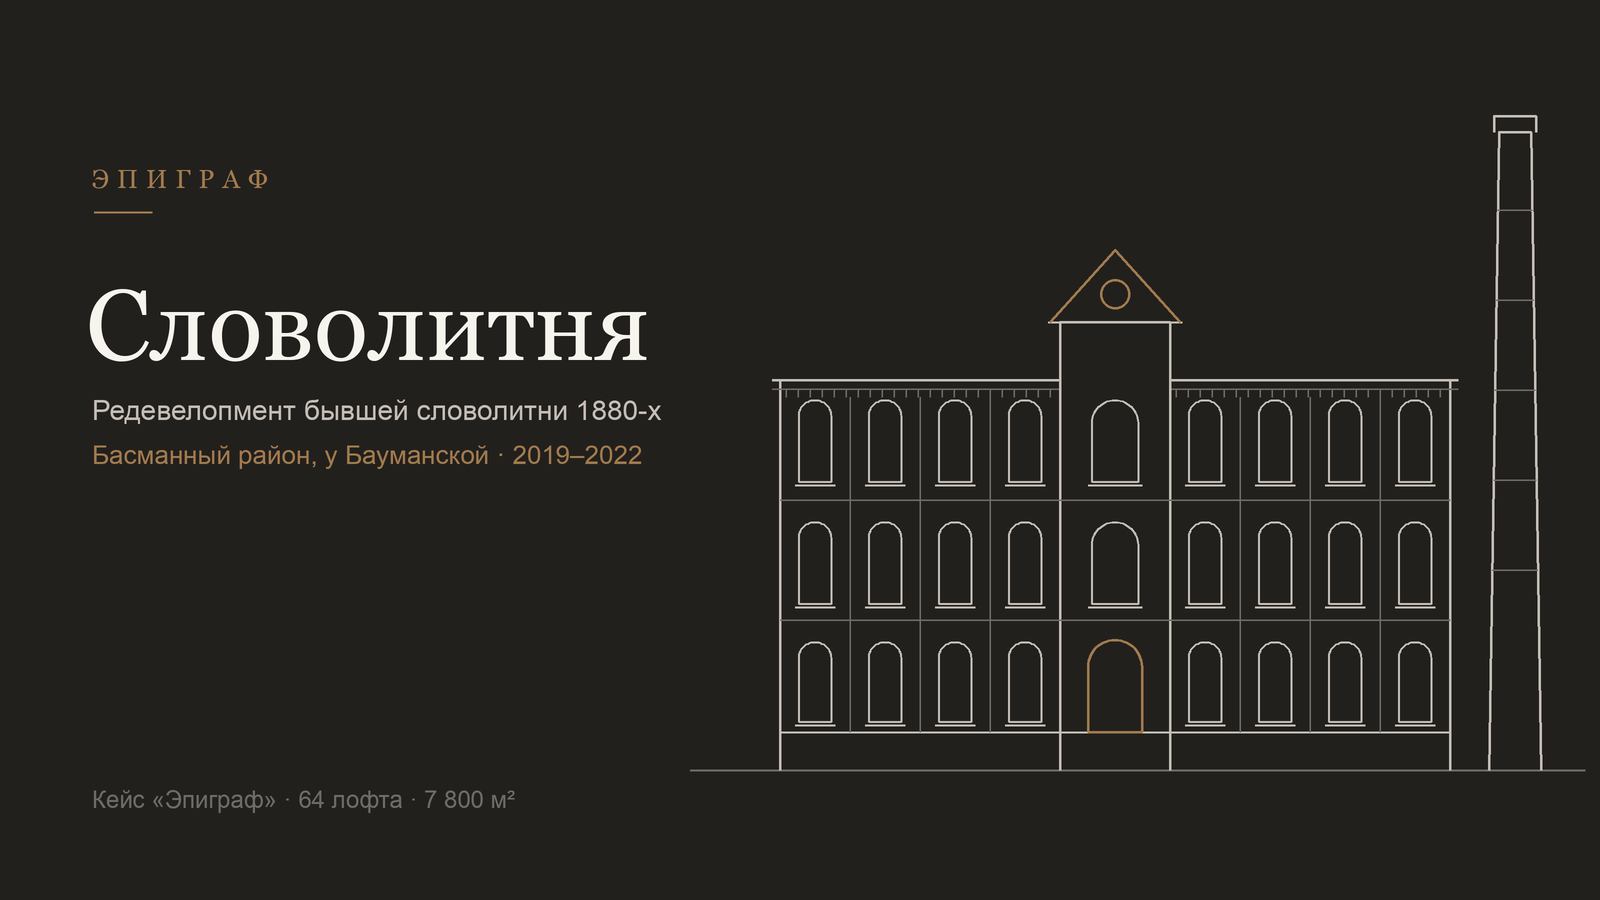 ЭПИГРАФ
Словолитня
Редевелопмент бывшей словолитни 1880-х
Басманный район, у Бауманской · 2019–2022
Кейс «Эпиграф» · 64 лофта · 7 800 м²